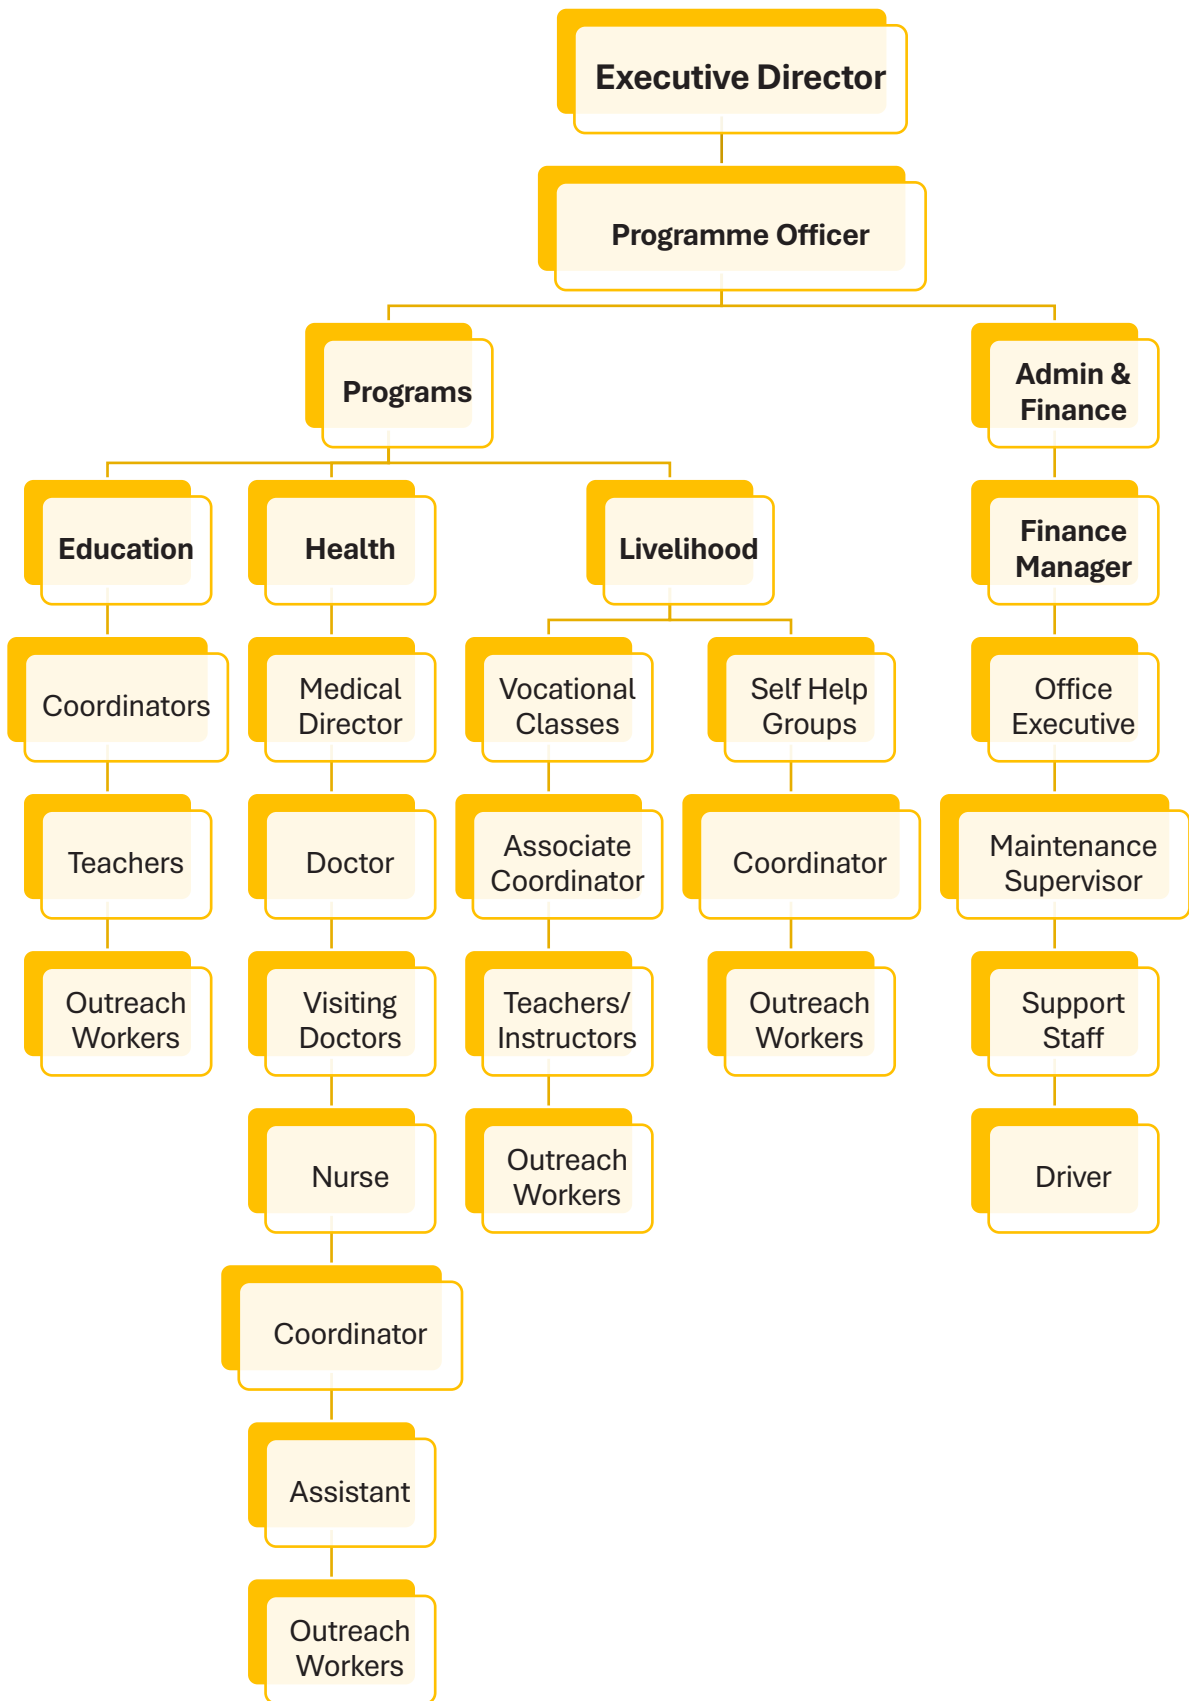 Executive Director
Programme Officer
Programs
Admin &
Finance
Education
Health
Livelihood
Finance
Manager
Coordinators
Medical
Director
Vocational
Classes
Self Help
Groups
Office
Executive
Teachers
Doctor
Associate
Coordinator
Coordinator
Maintenance
Supervisor
Outreach
Workers
Visiting
Doctors
Teachers/
Instructors
Outreach
Workers
Support
Staff
Nurse
Outreach
Workers
Driver
Coordinator
Assistant
Outreach
Workers